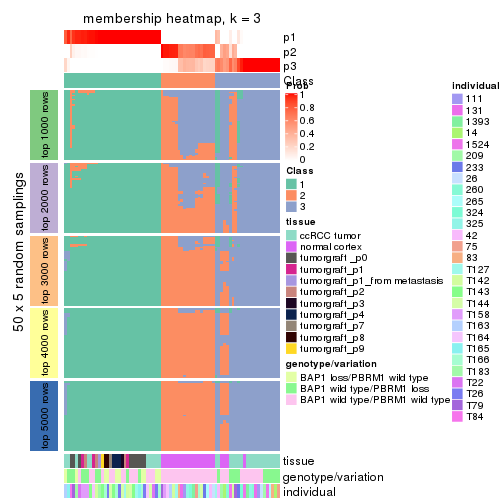 membership heatmap, k = 3
p1
p2
p3
Class
50 x 5 random samplings
top 1000 rows
top 2000 rows
top 3000 rows
top 4000 rows
top 5000 rows
tissue
genotype/variation
individual
Prob
1
0.8
0.6
0.4
0.2
0
Class
1
2
3
tissue
ccRCC tumor
normal cortex
tumorgraft_p0
tumorgraft_p1
tumorgraft_p1_from metastasis
tumorgraft_p2
tumorgraft_p3
tumorgraft_p4
tumorgraft_p7
tumorgraft_p8
tumorgraft_p9
genotype/variation
BAP1 loss/PBRM1 wild type
BAP1 wild type/PBRM1 loss
BAP1 wild type/PBRM1 wild type
individual
111
131
1393
14
1524
209
233
26
260
265
324
325
42
75
83
T127
T142
T143
T144
T158
T163
T164
T165
T166
T183
T22
T26
T79
T84